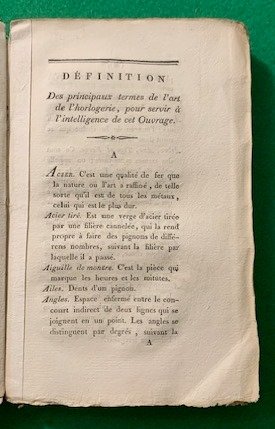 DÉFINITION
Des principaux termes de l'art
de l'horlogerie, pour servir à
l'intelligence de cet Ouvrage.
A
ACIER. C'est une qualité de fer que
la nature ou l'art a raffiné, de telle
sorte qu'il est de tous les métaux,
celui qui est le plus dur.
Acier tiré. Est une verge d'acier tirée
par une filière cannelée, qui la rend
propre à faire des pignons de diffé-
rens nombres, suivant la filière par
laquelle il a passé.
Aiguille de montre. C'est la pièce qui
marque les heures et les minutes.
Ailes. Dents d'un pignon.
Angles. Espace enfermé entre le con-
cours indirect de deux lignes qui se
joignent en un point. Les angles se
distinguent par degrés, suivant la
A